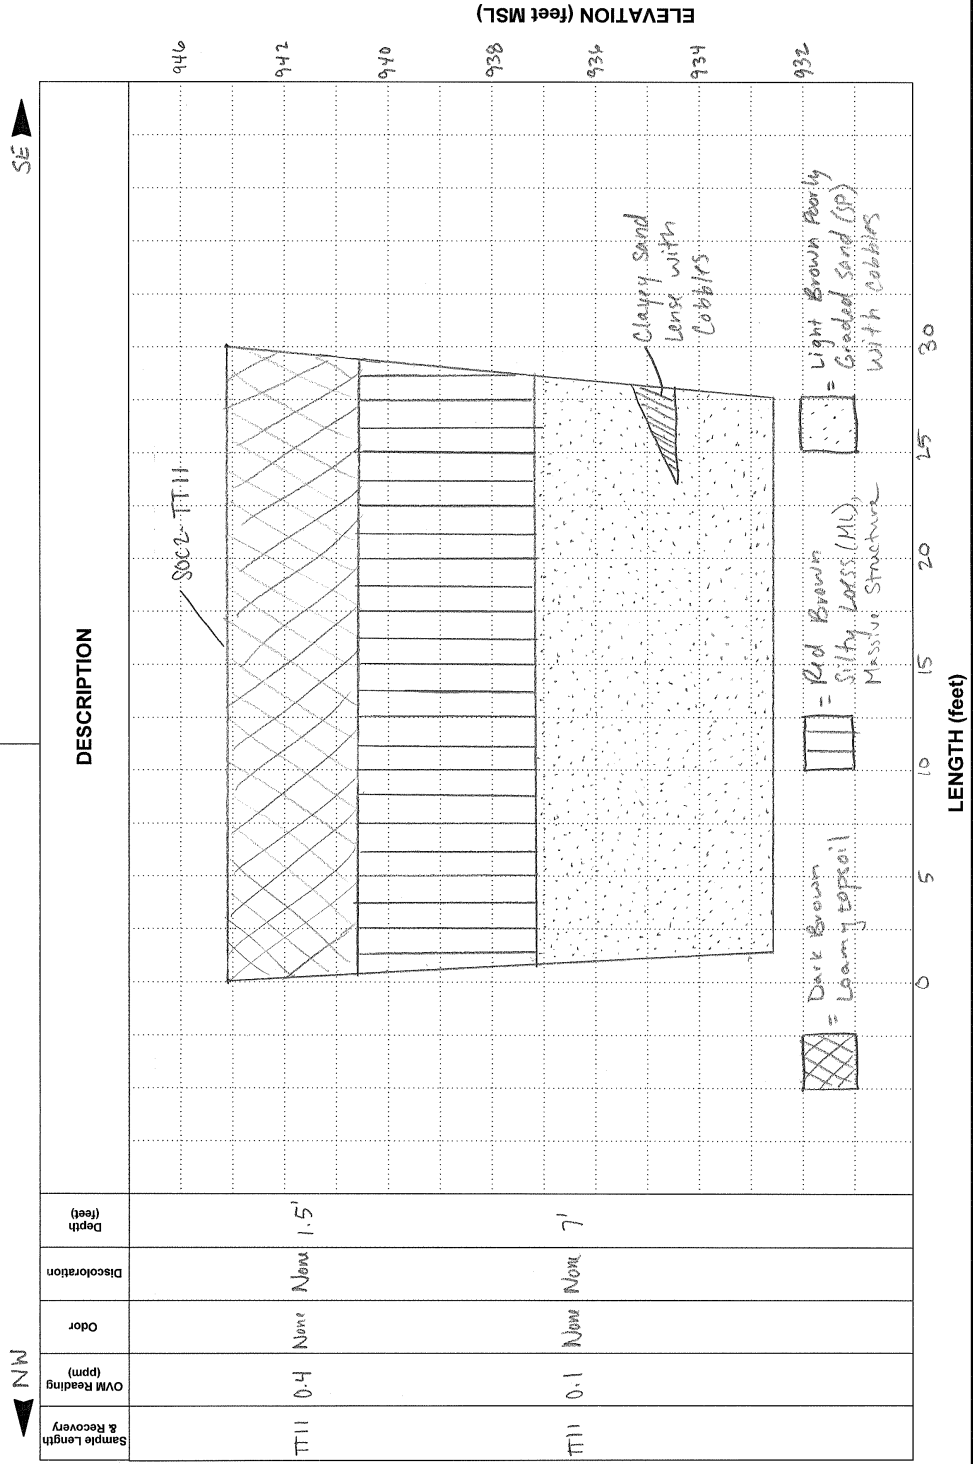 NW
SE
Sample Length
& Recovery
OVM Reading
(ppm)
Odor
Discoloration
Depth
(feet)
DESCRIPTION
ELEVATION (feet MSL)
SOC2-TT11
946
942
940
938
936
934
932
TT11 0.4 None None 1.5'
TT11 0.1 None None 7'
Clayey sand
Lense with
Cobbles
= Dark Brown
Loamy topsoil
= Red Brown
Silty Loess (ML),
Massive Structure
= Light Brown Poorly
Graded sand (SP)
with cobbles
0 5 10 15 20 25 30
LENGTH (feet)